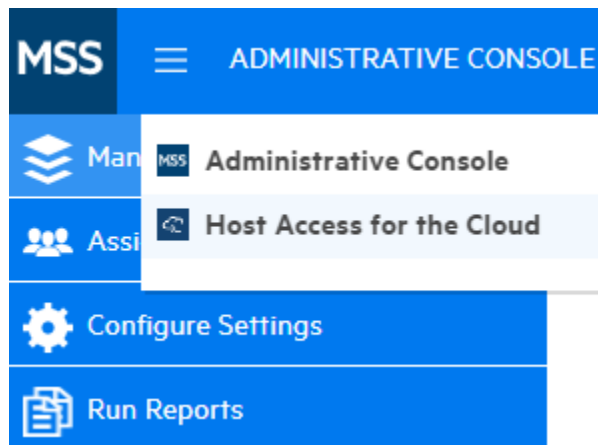 MSS ADMINISTRATIVE CONSOLE
Man
MSS Administrative Console
Host Access for the Cloud
Assi
Configure Settings
Run Reports